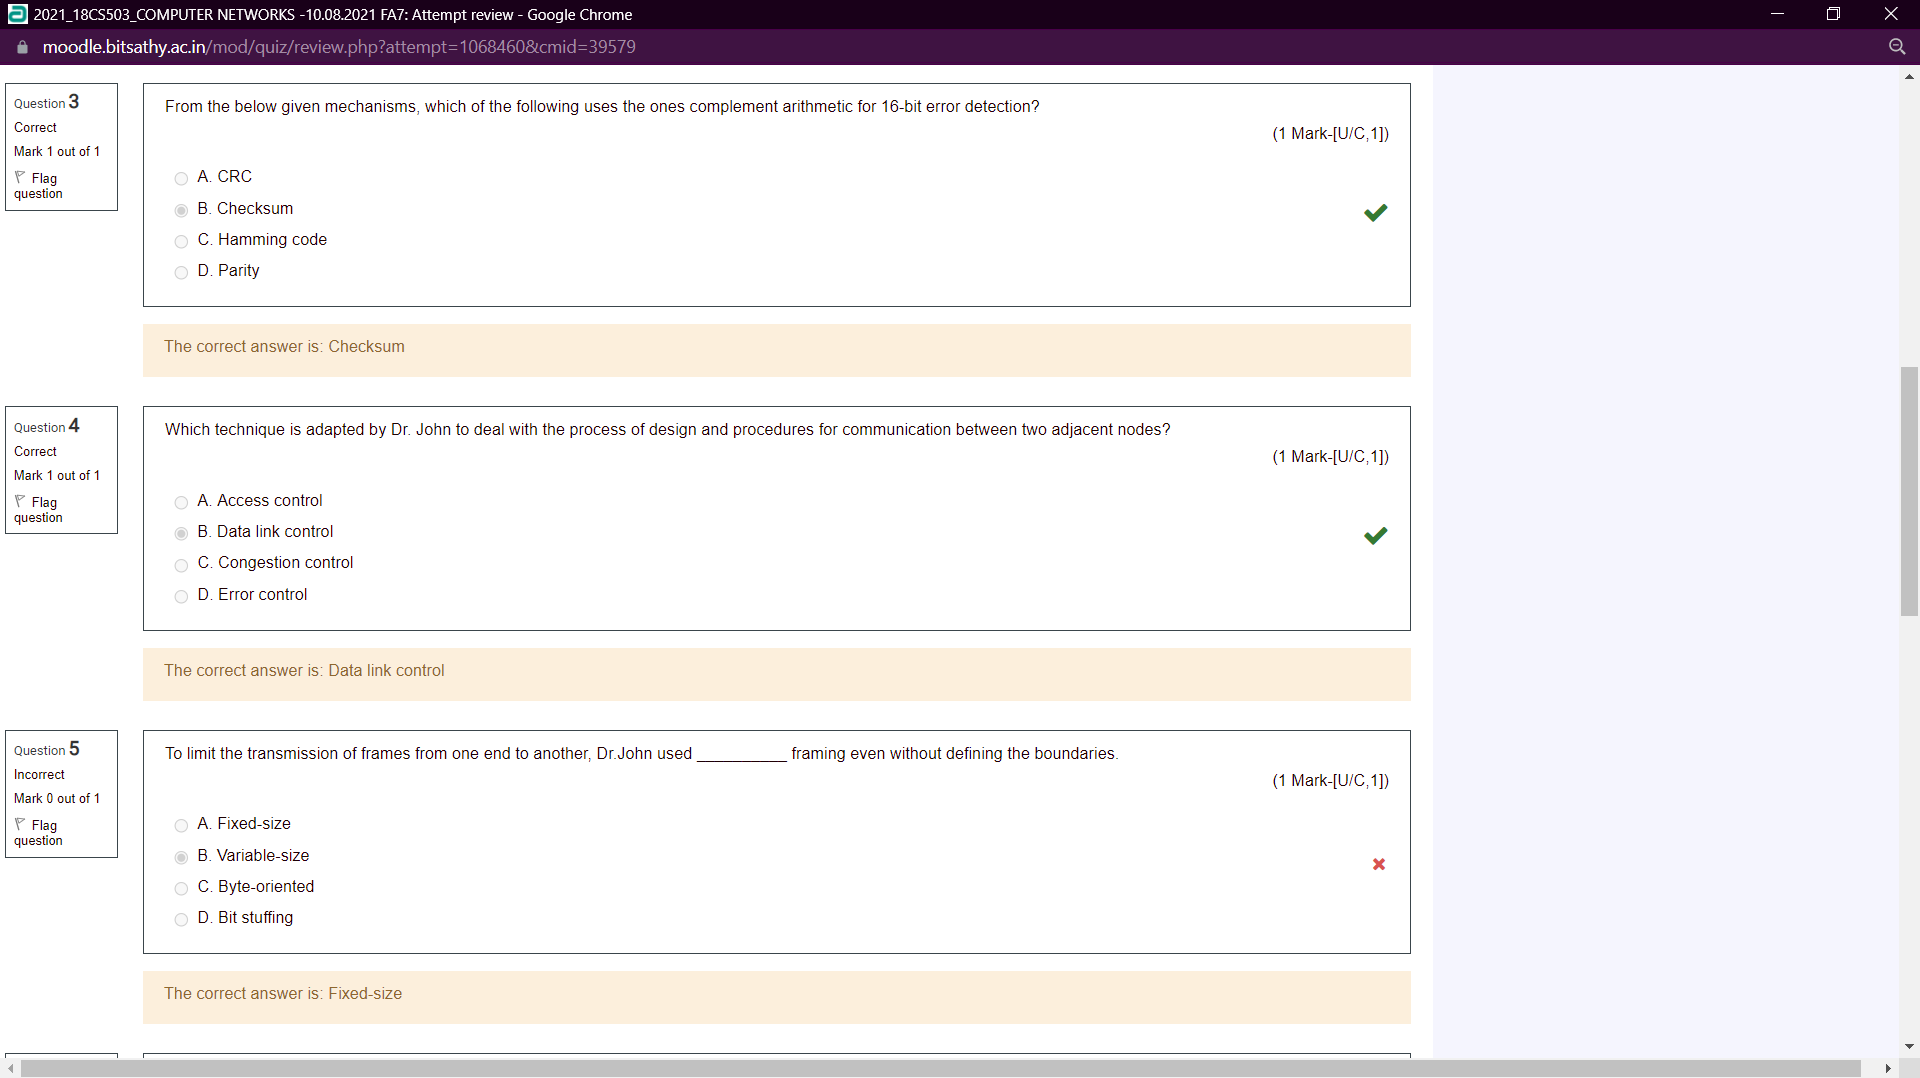 2021_18CS503_COMPUTER NETWORKS -10.08.2021 FA7: Attempt review - Google Chrome
moodle.bitsathy.ac.in/mod/quiz/review.php?attempt=1068460&cmid=39579
Question 3
Correct
Mark 1 out of 1
Flag
question
From the below given mechanisms, which of the following uses the ones complement arithmetic for 16-bit error detection?
(1 Mark-[U/C,1])
A. CRC
B. Checksum
C. Hamming code
D. Parity
The correct answer is: Checksum
Question 4
Correct
Mark 1 out of 1
Flag
question
Which technique is adapted by Dr. John to deal with the process of design and procedures for communication between two adjacent nodes?
(1 Mark-[U/C,1])
A. Access control
B. Data link control
C. Congestion control
D. Error control
The correct answer is: Data link control
Question 5
Incorrect
Mark 0 out of 1
Flag
question
To limit the transmission of frames from one end to another, Dr.John used __________ framing even without defining the boundaries.
(1 Mark-[U/C,1])
A. Fixed-size
B. Variable-size
C. Byte-oriented
D. Bit stuffing
The correct answer is: Fixed-size